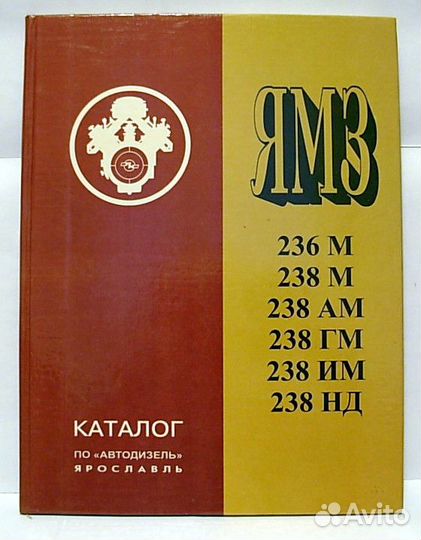 ЯМЗ
236 М
238 М
238 АМ
238 ГМ
238 ИМ
238 НД
КАТАЛОГ
ПО «АВТОДИЗЕЛЬ»
ЯРОСЛАВЛЬ
Avito